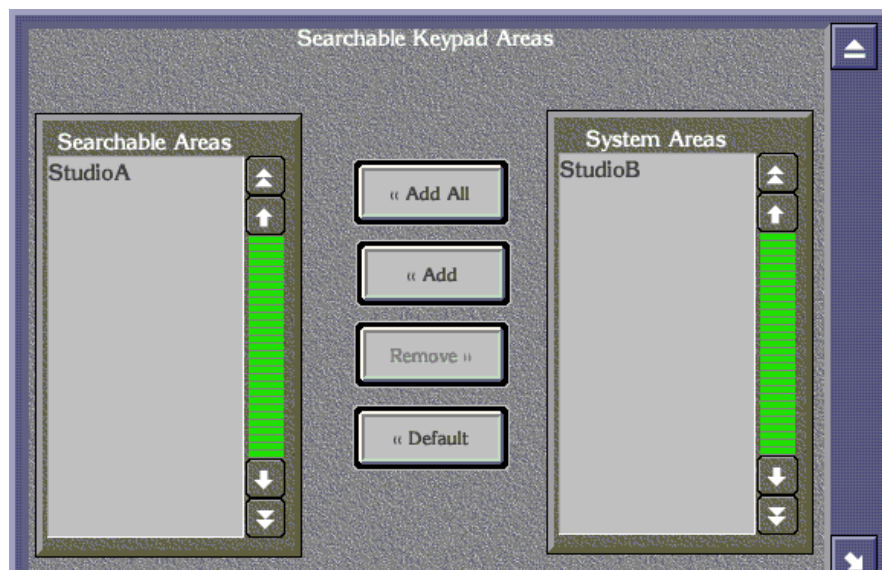 Searchable Keypad Areas
Searchable Areas
StudioA
« Add All
« Add
Remove »
« Default
System Areas
StudioB